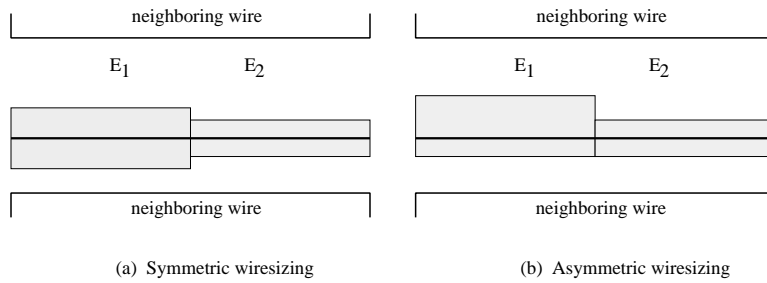 neighboring wire
neighboring wire
E1
E2
E1
E2
neighboring wire
neighboring wire
(a) Symmetric wiresizing
(b) Asymmetric wiresizing